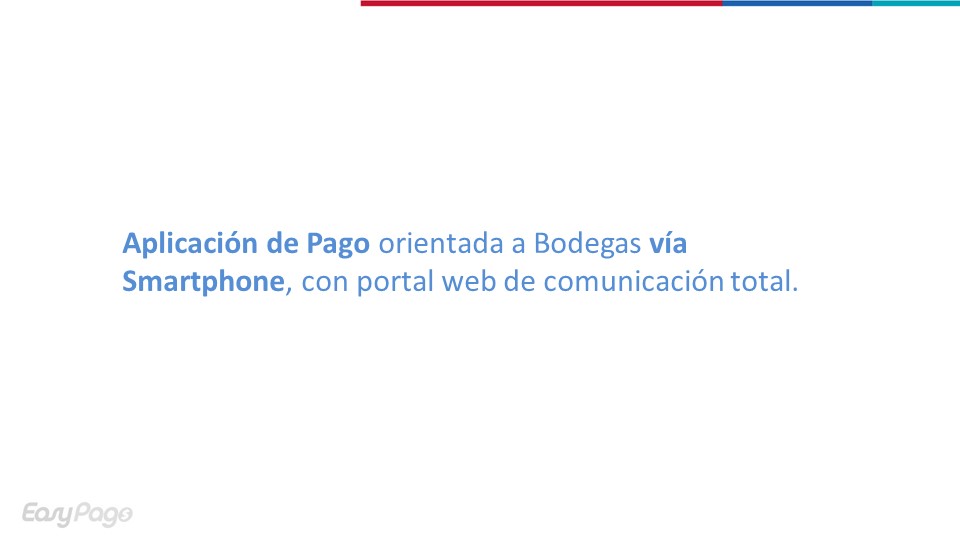 Aplicación de Pago orientada a Bodegas vía
Smartphone, con portal web de comunicación total.
EasyPago